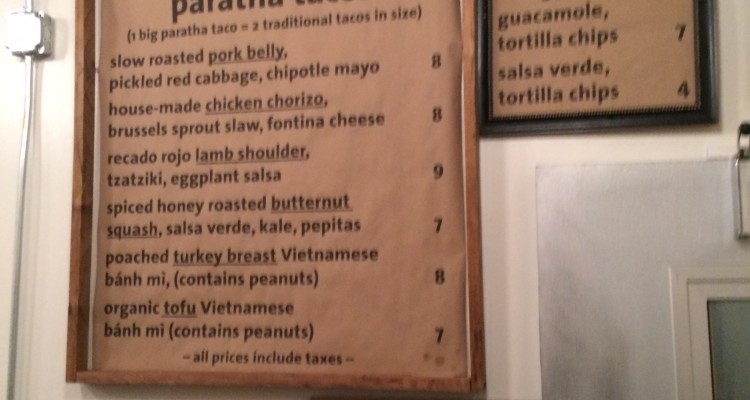 paratha tacos
(1 big paratha taco = 2 traditional tacos in size)
slow roasted pork belly,
pickled red cabbage, chipotle mayo 8
house-made chicken chorizo,
brussels sprout slaw, fontina cheese 8
recado rojo lamb shoulder,
tzatziki, eggplant salsa 9
spiced honey roasted butternut
squash, salsa verde, kale, pepitas 7
poached turkey breast Vietnamese
bánh mì, (contains peanuts) 8
organic tofu Vietnamese
bánh mì (contains peanuts) 7
– all prices include taxes –
guacamole,
tortilla chips 7
salsa verde,
tortilla chips 4